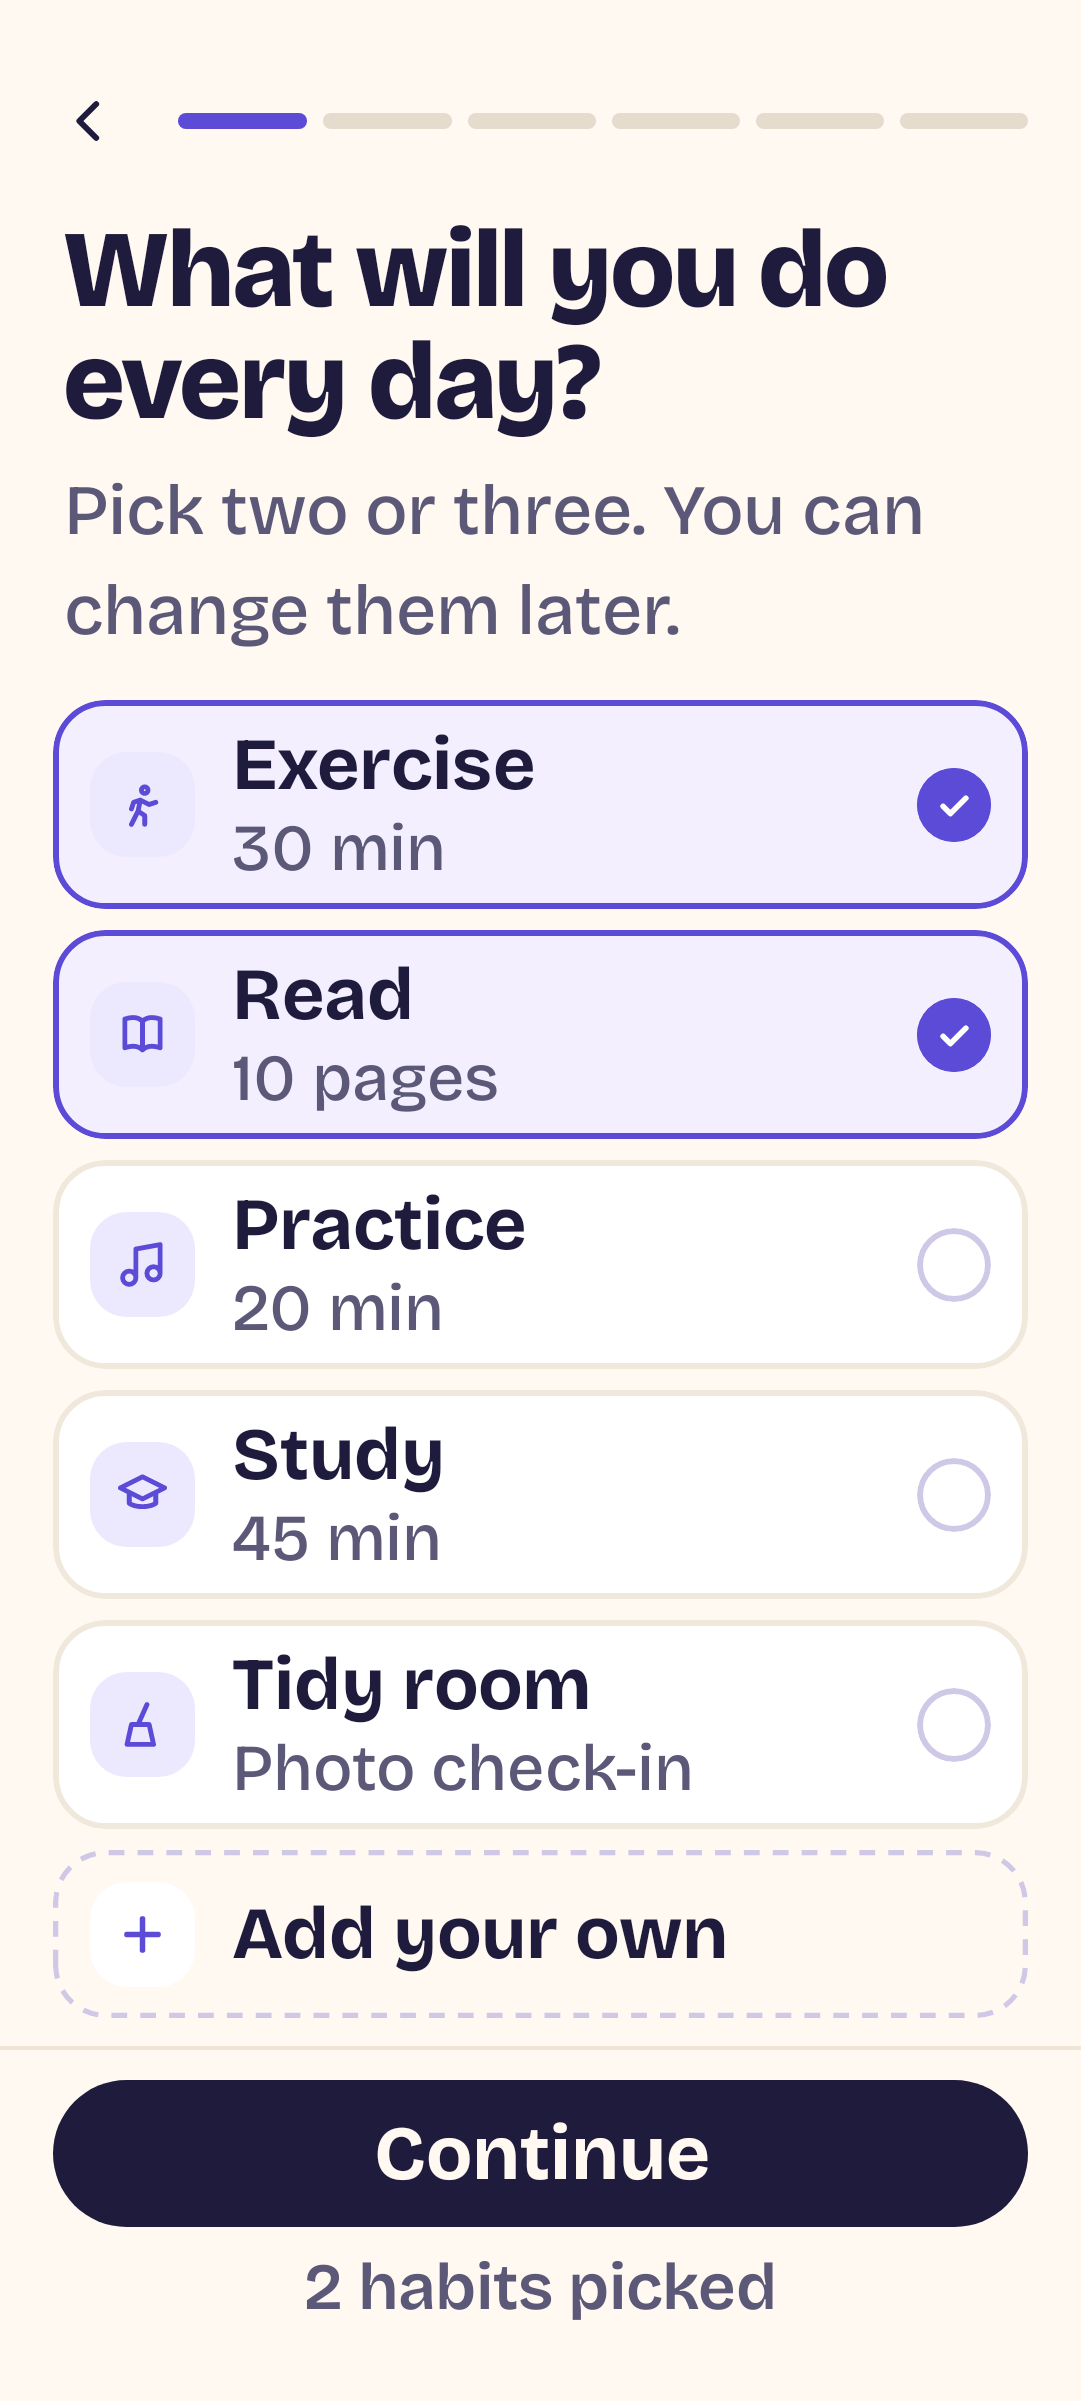 What will you do
every day?
Pick two or three. You can
change them later.
Exercise
30 min
Read
10 pages
Practice
20 min
Study
45 min
Tidy room
Photo check-in
Add your own
Continue
2 habits picked